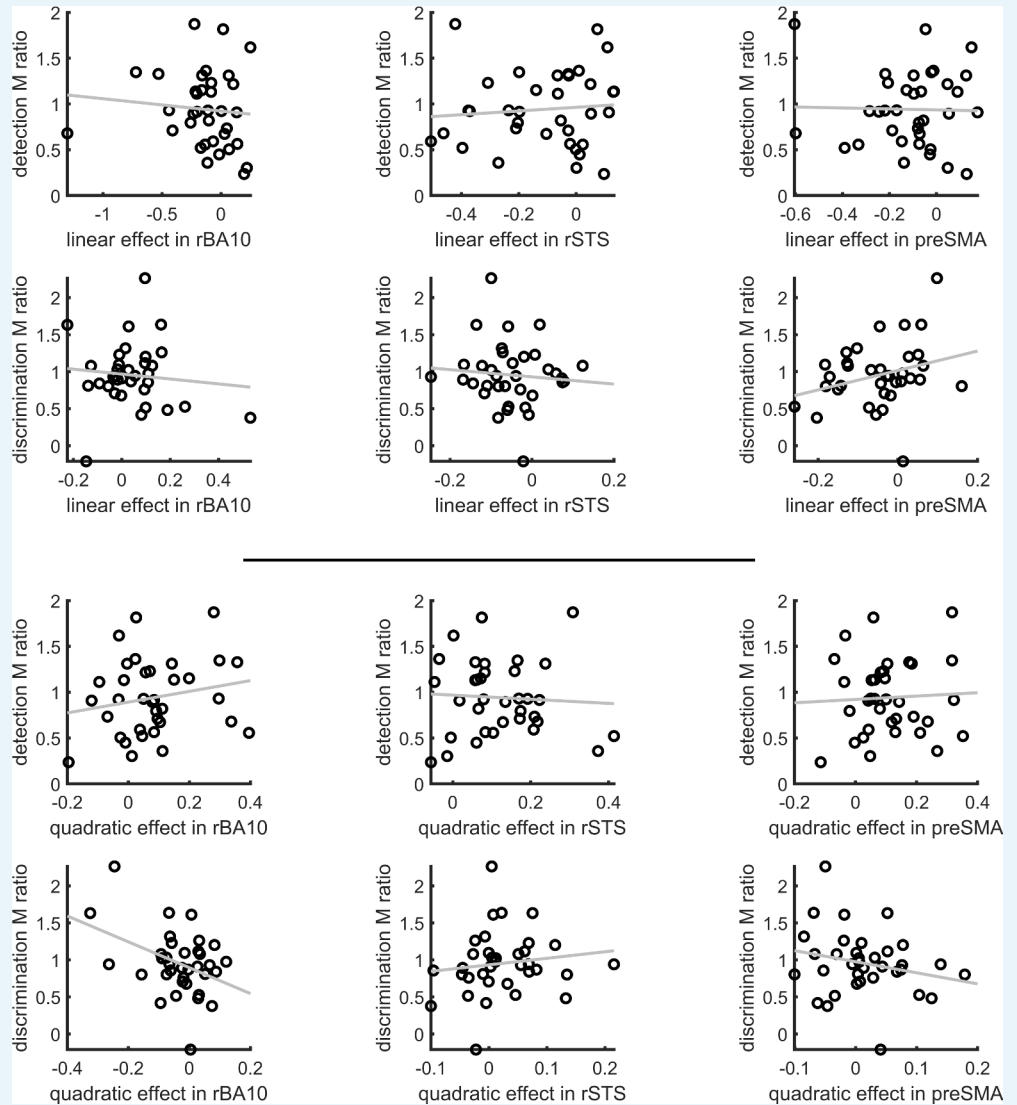 detection M ratio
2
1.5
1
0.5
0
-1 -0.5 0
linear effect in rBA10
detection M ratio
2
1.5
1
0.5
0
-0.4 -0.2 0
linear effect in rSTS
detection M ratio
2
1.5
1
0.5
0
-0.6 -0.4 -0.2 0
linear effect in preSMA
discrimination M ratio
2
1.5
1
0.5
0
-0.2 0 0.2 0.4
linear effect in rBA10
discrimination M ratio
2
1.5
1
0.5
0
-0.2 0 0.2
linear effect in rSTS
discrimination M ratio
2
1.5
1
0.5
0
-0.2 0 0.2
linear effect in preSMA
detection M ratio
2
1.5
1
0.5
0
-0.2 0 0.2 0.4
quadratic effect in rBA10
detection M ratio
2
1.5
1
0.5
0
0 0.2 0.4
quadratic effect in rSTS
detection M ratio
2
1.5
1
0.5
0
-0.2 0 0.2 0.4
quadratic effect in preSMA
discrimination M ratio
2
1.5
1
0.5
0
-0.4 -0.2 0 0.2
quadratic effect in rBA10
discrimination M ratio
2
1.5
1
0.5
0
-0.1 0 0.1 0.2
quadratic effect in rSTS
discrimination M ratio
2
1.5
1
0.5
0
-0.1 0 0.1 0.2
quadratic effect in preSMA